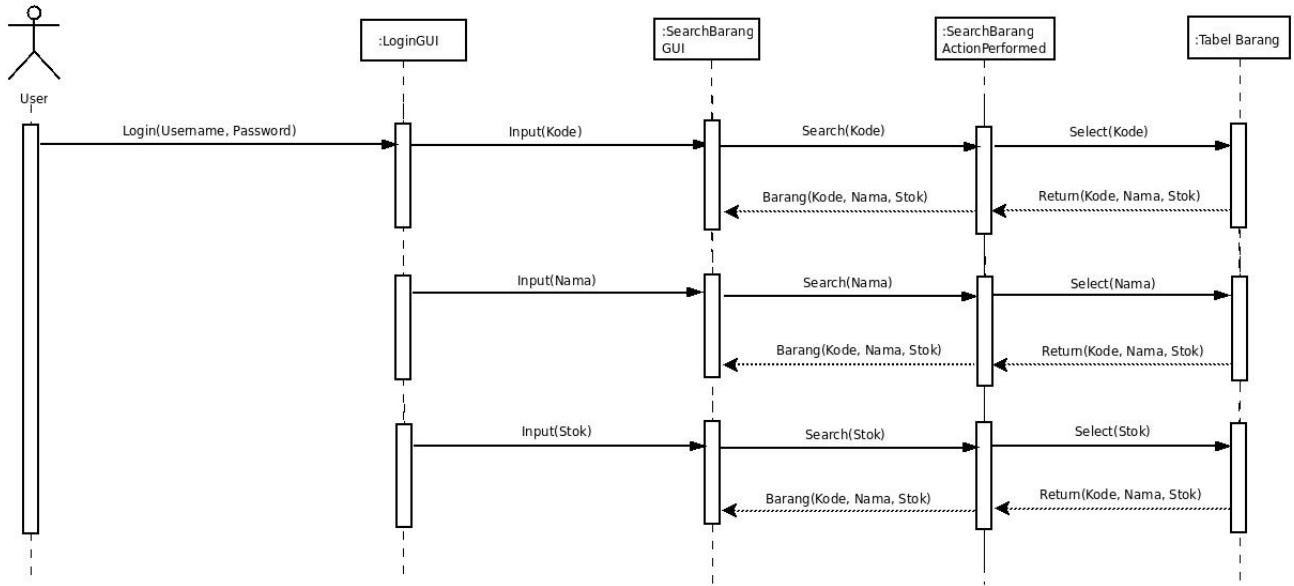 :LoginGUI
:SearchBarang
GUI
:SearchBarang
ActionPerformed
:Tabel Barang
User
Login(Username, Password)
Input(Kode)
Search(Kode)
Select(Kode)
Barang(Kode, Nama, Stok)
Return(Kode, Nama, Stok)
Input(Nama)
Search(Nama)
Select(Nama)
Barang(Kode, Nama, Stok)
Return(Kode, Nama, Stok)
Input(Stok)
Search(Stok)
Select(Stok)
Barang(Kode, Nama, Stok)
Return(Kode, Nama, Stok)